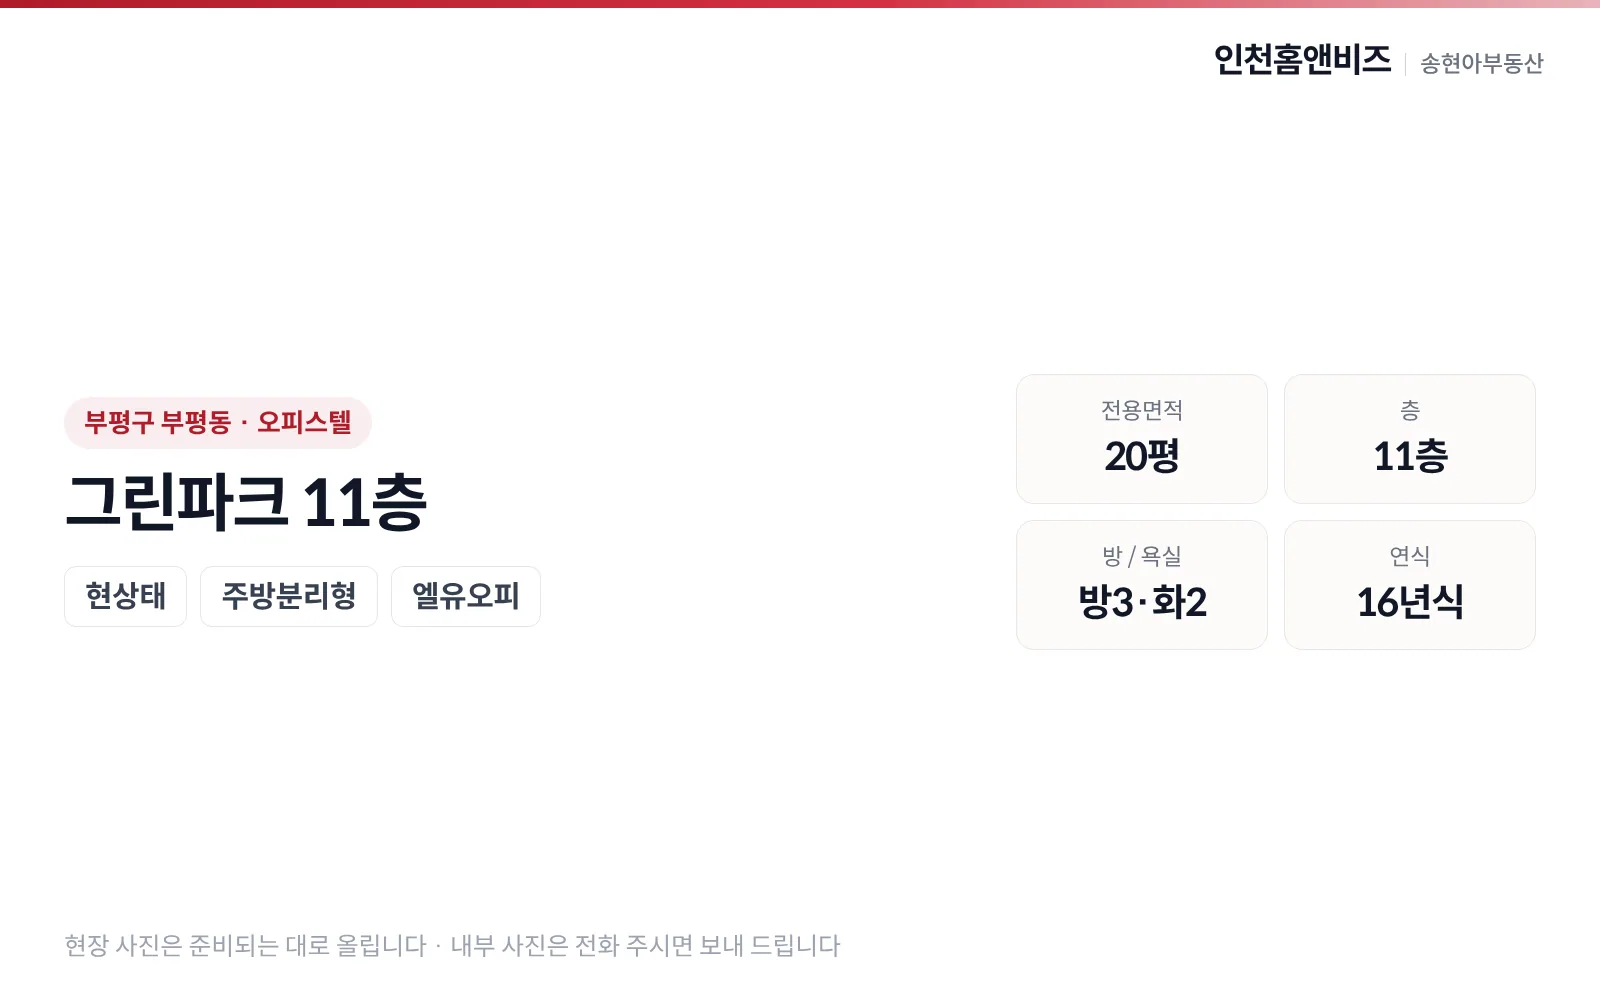 인천홈앤비즈 | 송현아부동산
부평구 부평동 · 오피스텔
그린파크 11층
현상태
주방분리형
엘유오피
전용면적
20평
층
11층
방 / 욕실
방3·화2
연식
16년식
현장 사진은 준비되는 대로 올립니다 · 내부 사진은 전화 주시면 보내 드립니다